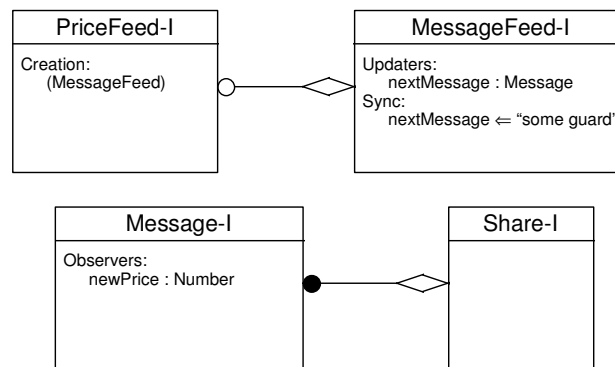 PriceFeed-I
Creation:
(MessageFeed)
MessageFeed-I
Updaters:
nextMessage : Message
Sync:
nextMessage ⇐ “some guard”
Message-I
Observers:
newPrice : Number
Share-I